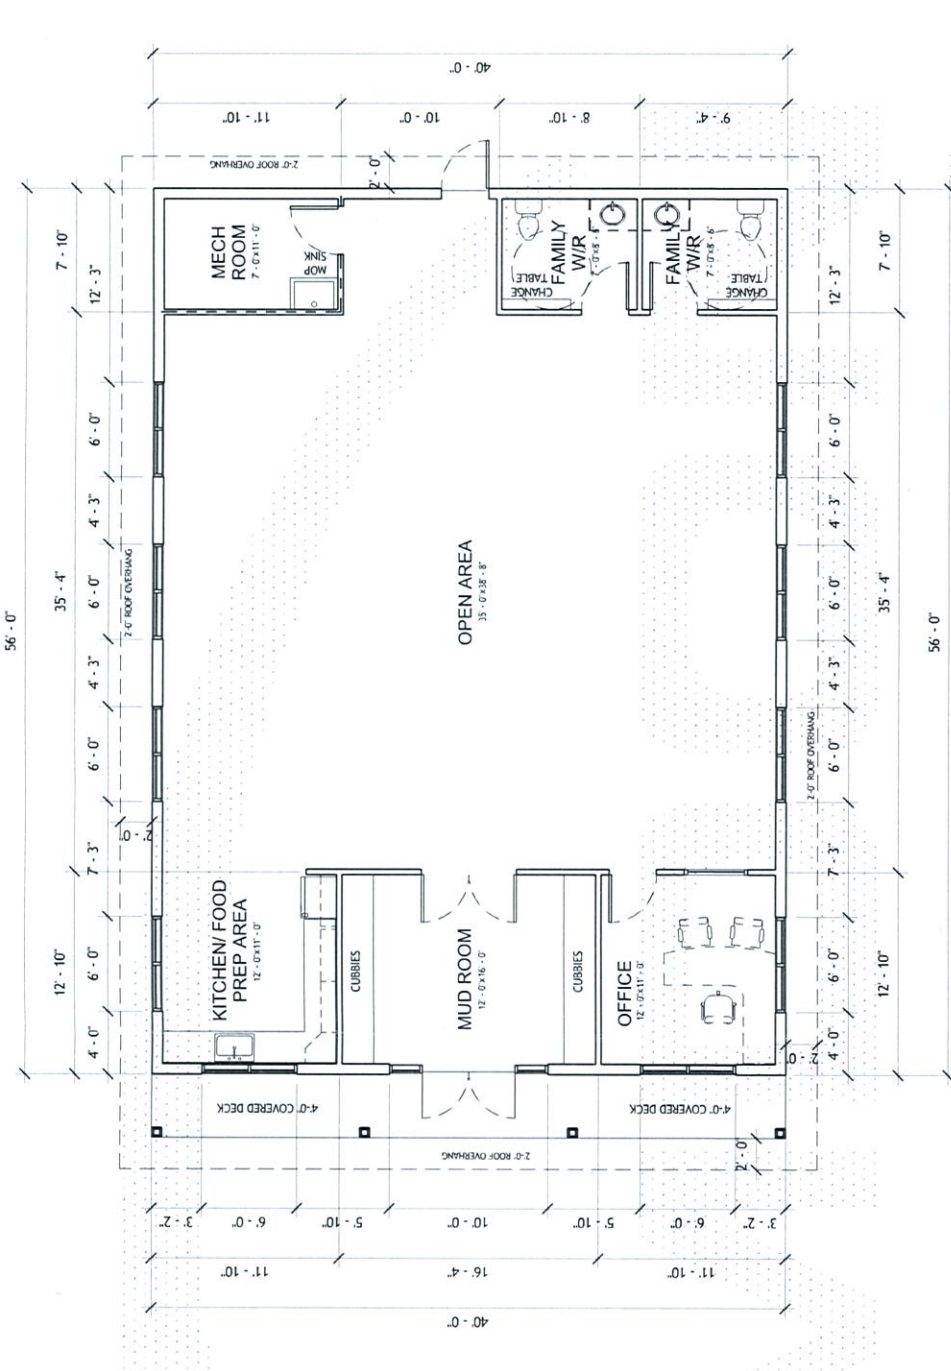 40' - 0"
11' - 10"
10' - 0"
8' - 10"
9' - 4"
2'-0" ROOF OVERHANG
2' - 0"
56' - 0"
7' - 10"
35' - 4"
12' - 10"
12' - 3"
6' - 0"
4' - 3"
6' - 0"
4' - 3"
6' - 0"
7' - 3"
6' - 0"
4' - 0"
2'-0" ROOF OVERHANG
2' - 0"
MECH
ROOM
7' - 0"x11' - 0"
MOP
SINK
FAMILY
W/R
CHANGE
TABLE
FAMILY
W/R
7' - 0"x8' - 6"
CHANGE
TABLE
OPEN AREA
35' - 0"x38' - 8"
KITCHEN/ FOOD
PREP AREA
12' - 0"x11' - 0"
CUBBIES
MUD ROOM
12' - 0"x16' - 0"
CUBBIES
OFFICE
12' - 0"x11' - 0"
12' - 3"
6' - 0"
4' - 3"
6' - 0"
4' - 3"
6' - 0"
7' - 3"
6' - 0"
4' - 0"
2'-0" ROOF OVERHANG
2' - 0"
7' - 10"
35' - 4"
12' - 10"
56' - 0"
4'-0" COVERED DECK
4'-0" COVERED DECK
2'-0" ROOF OVERHANG
2' - 0"
3' - 2"
6' - 0"
5' - 10"
10' - 0"
5' - 10"
6' - 0"
3' - 2"
11' - 10"
16' - 4"
11' - 10"
40' - 0"